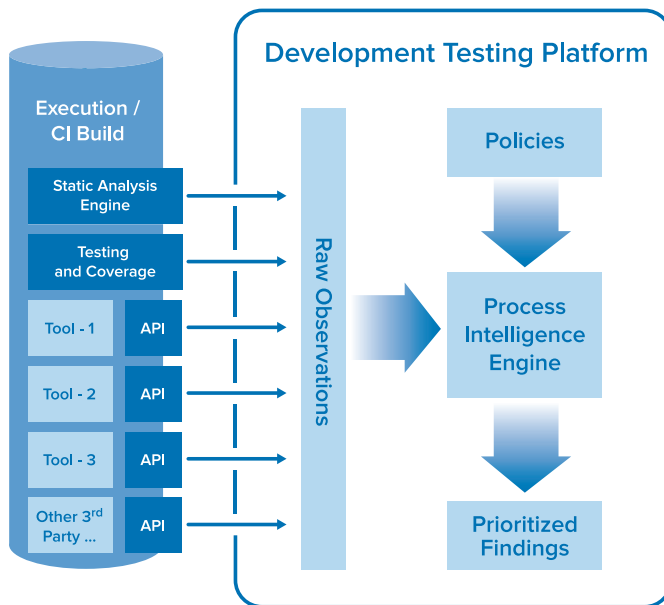 Development Testing Platform
Execution /
CI Build
Static Analysis
Engine
Testing
and Coverage
Tool - 1
API
Tool - 2
API
Tool - 3
API
Other 3rd
Party ...
API
Raw Observations
Policies
Process
Intelligence
Engine
Prioritized
Findings